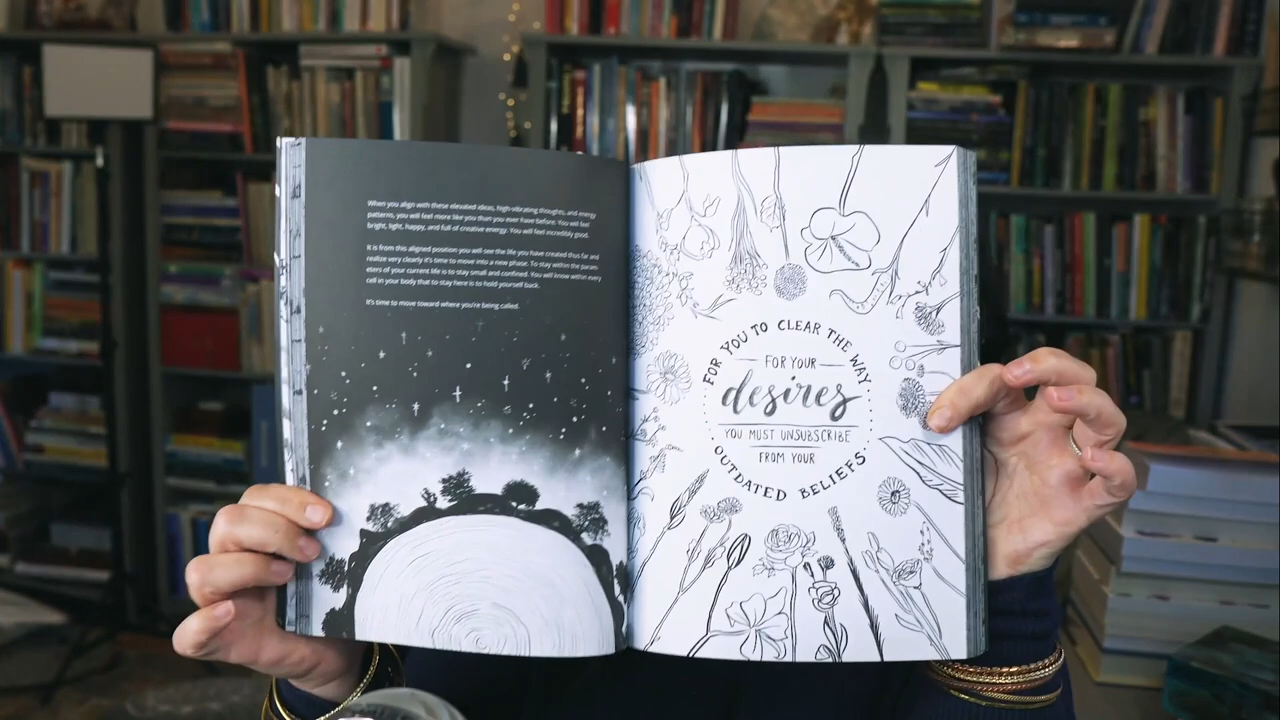 When you align with these elevated ideas, high-vibrating thoughts, and energy
patterns, you will feel more like you than you ever have before. You will feel
bright, light, happy, and full of creative energy. You will feel incredibly good.
It is from this aligned position you will see the life you have created thus far and
realize very clearly it's time to move into a new phase. To stay within the param-
eters of your current life is to stay small and confined. You will know within every
cell in your body that to stay here is to hold yourself back.
It's time to move toward where you're being called.
FOR YOU TO CLEAR THE WAY
FOR YOUR
desires
YOU MUST UNSUBSCRIBE
FROM YOUR
OUTDATED BELIEFS